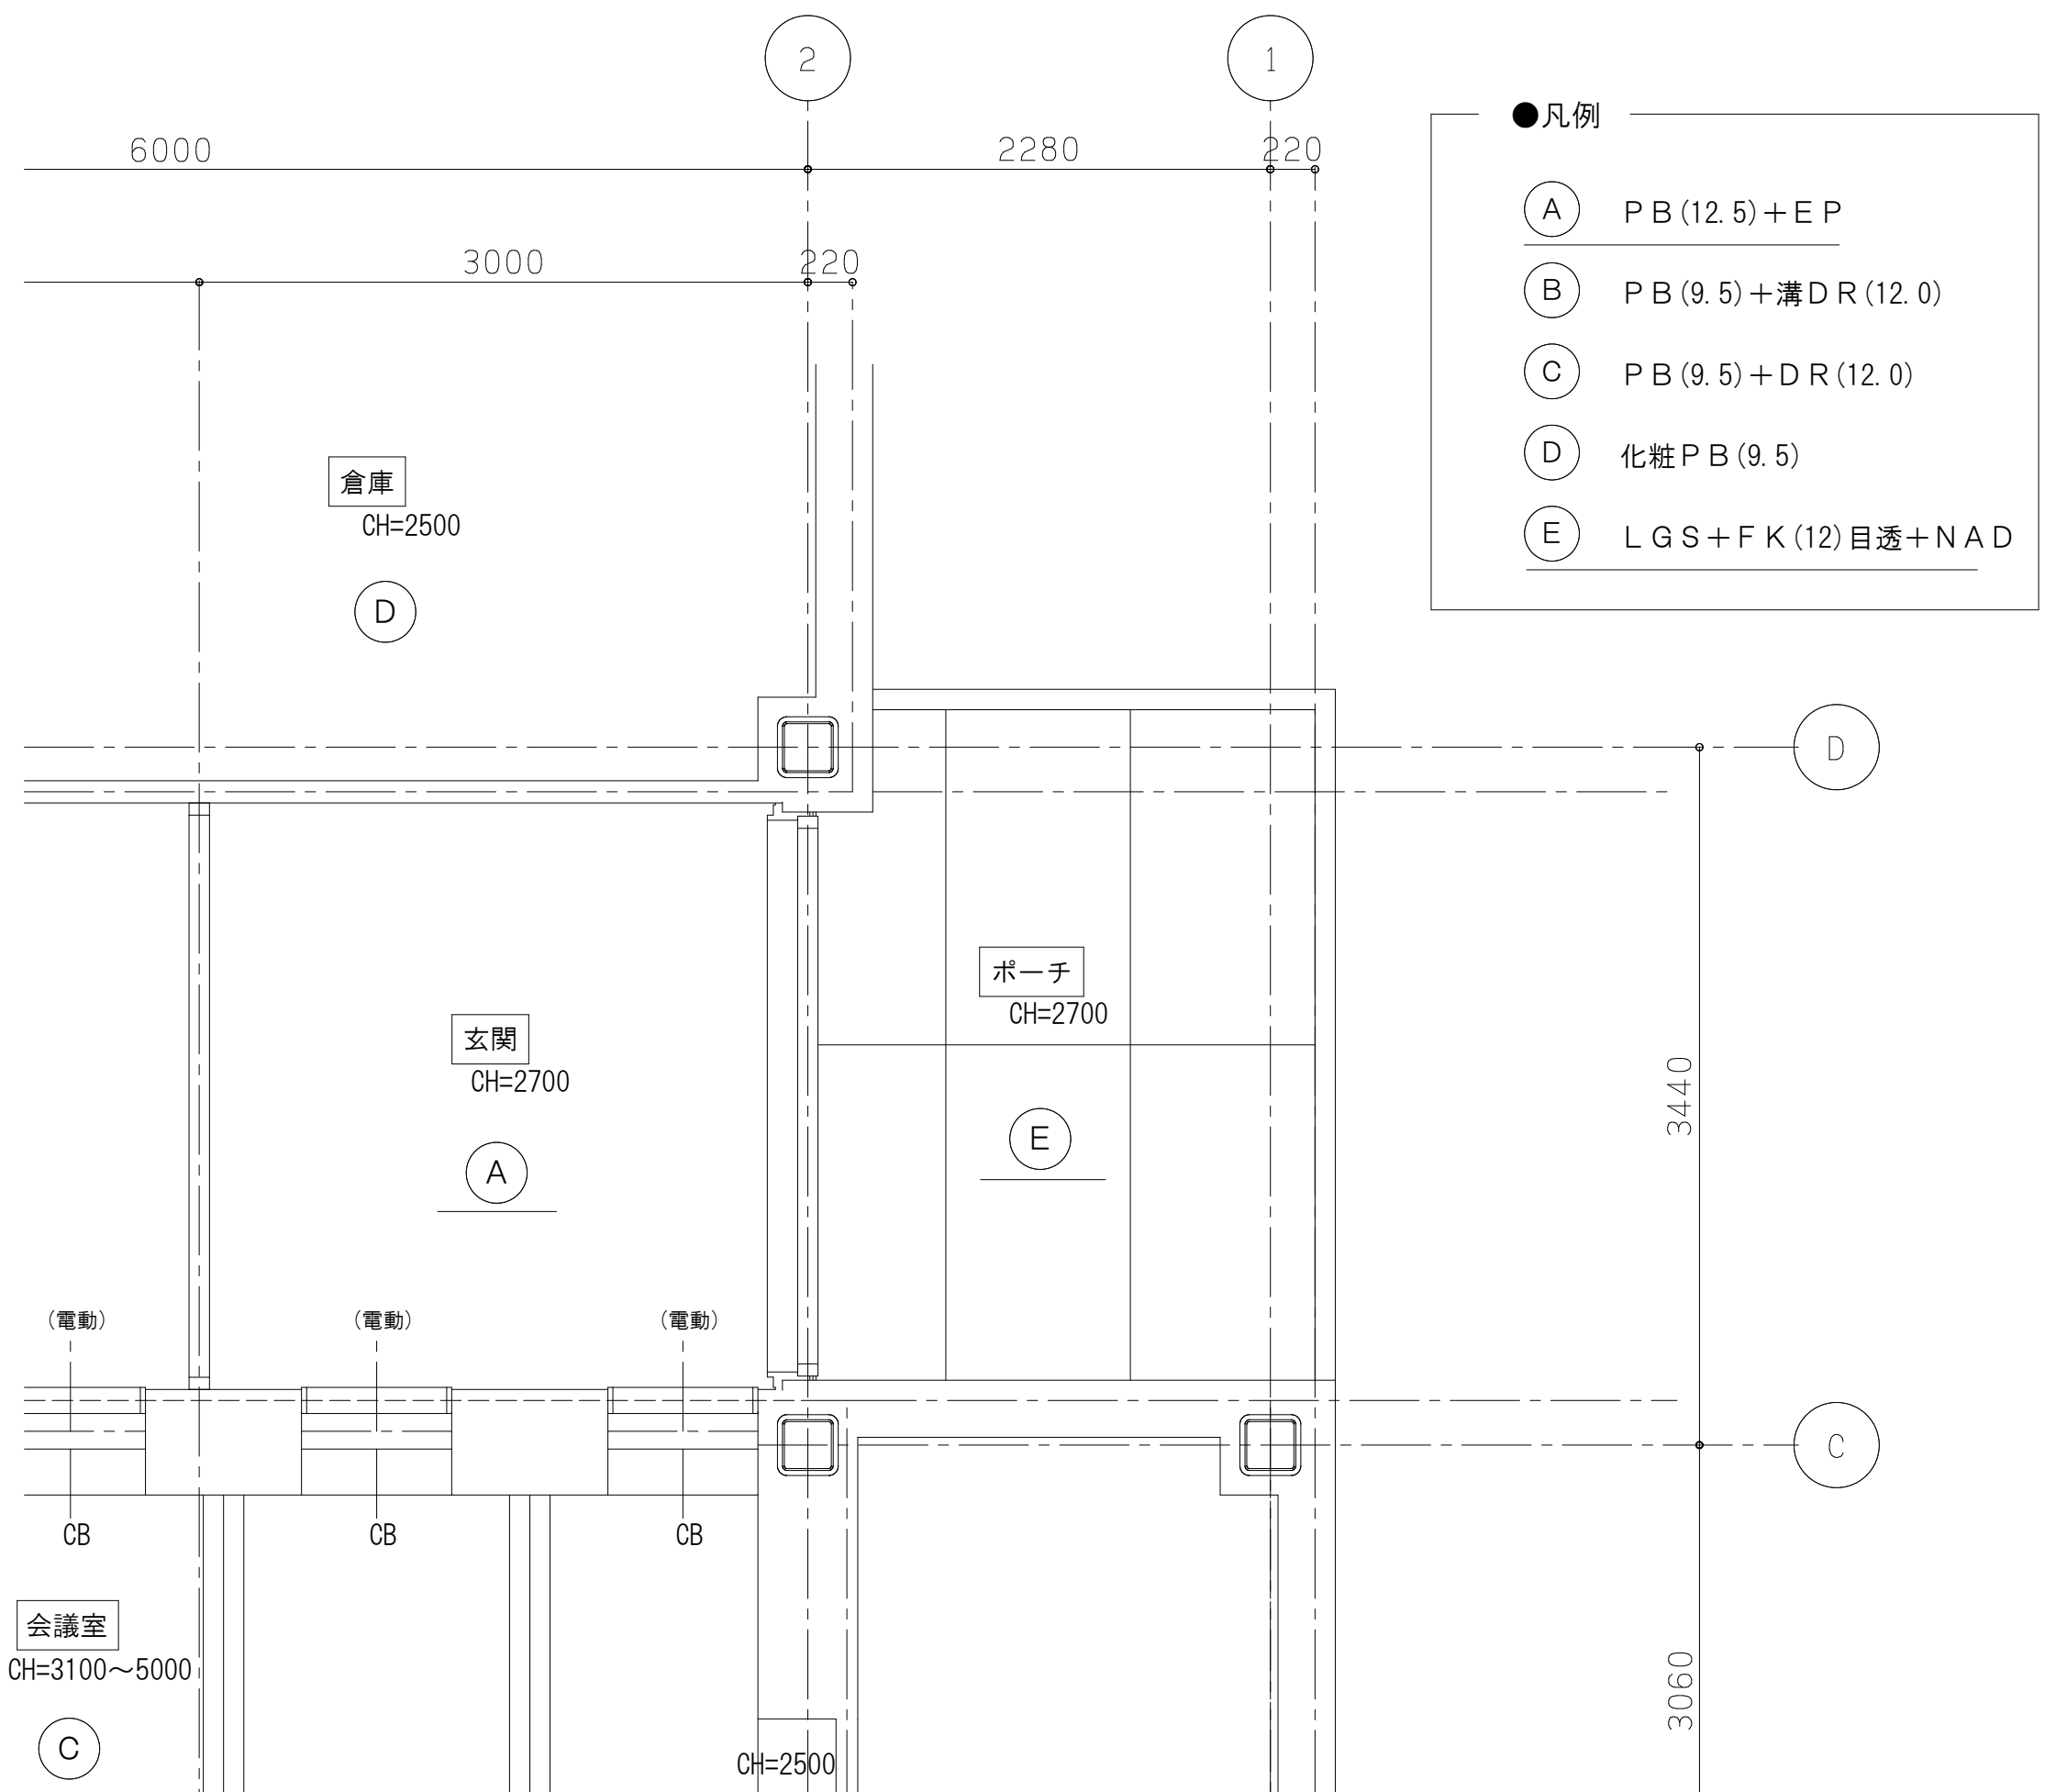 2
1
6000
2280
220
3000
220
●凡例
A ＰＢ(12.5)＋ＥＰ
B ＰＢ(9.5)＋溝ＤＲ(12.0)
C ＰＢ(9.5)＋ＤＲ(12.0)
D 化粧ＰＢ(9.5)
E ＬＧＳ＋ＦＫ(12)目透＋ＮＡＤ
倉庫
CH=2500
D
D
ポーチ
CH=2700
E
玄関
CH=2700
A
3440
(電動)
(電動)
(電動)
C
CB
CB
CB
会議室
CH=3100～5000
C
3060
CH=2500